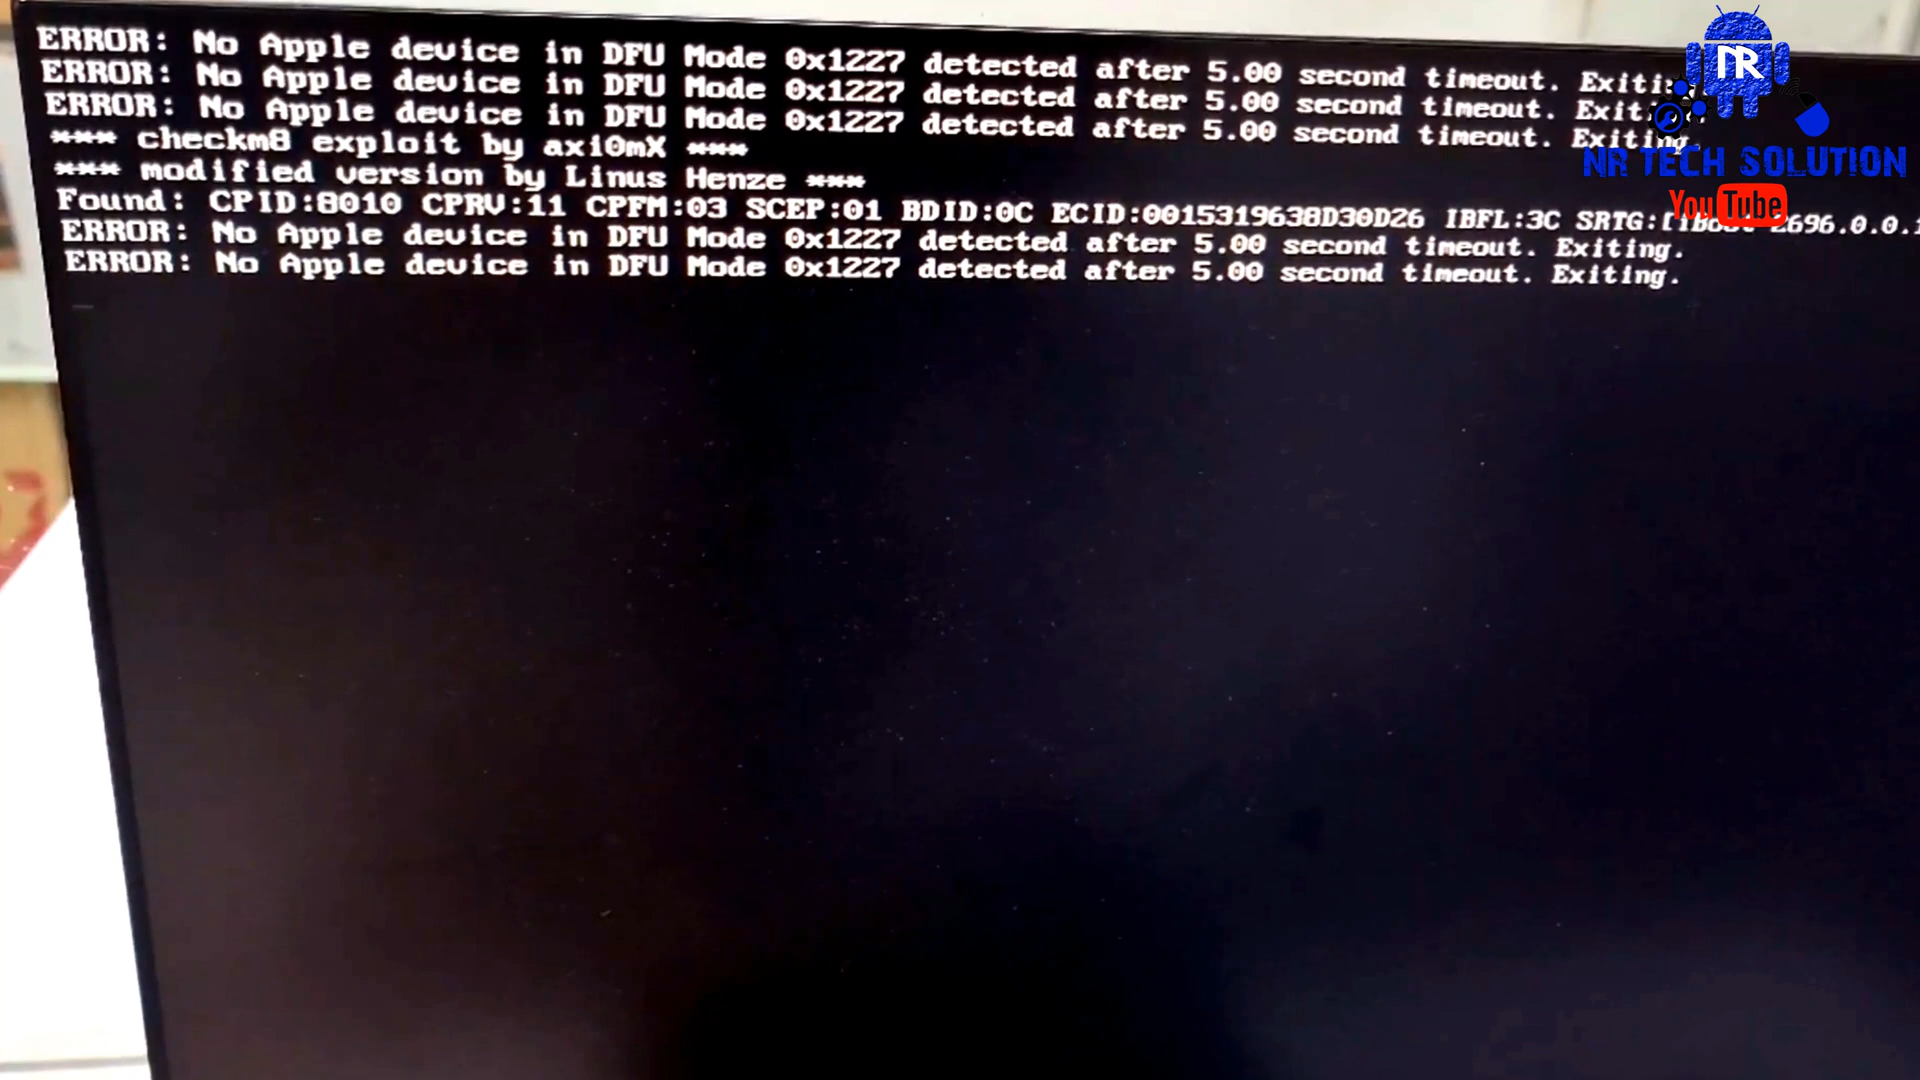 ERROR: No Apple device in DFU Mode 0x1227 detected after 5.00 second timeout.
ERROR: No Apple device in DFU Mode 0x1227 detected after 5.00 second timeout.
ERROR: No Apple device in DFU Mode 0x1227 detected after 5.00 second timeout. Exiting.
*** checkm8 exploit by axi0mX ***
*** modified version by Linus Henze ***
Found: CPID:8010 CPRV:11 CPFM:03 SCEP:01 BDID:0C ECID:0015319638D30D26 IBFL:3C
ERROR: No Apple device in DFU Mode 0x1227 detected after 5.00 second timeout. Exiting.
ERROR: No Apple device in DFU Mode 0x1227 detected after 5.00 second timeout. Exiting.
NR
NR TECH SOLUTION
YouTube